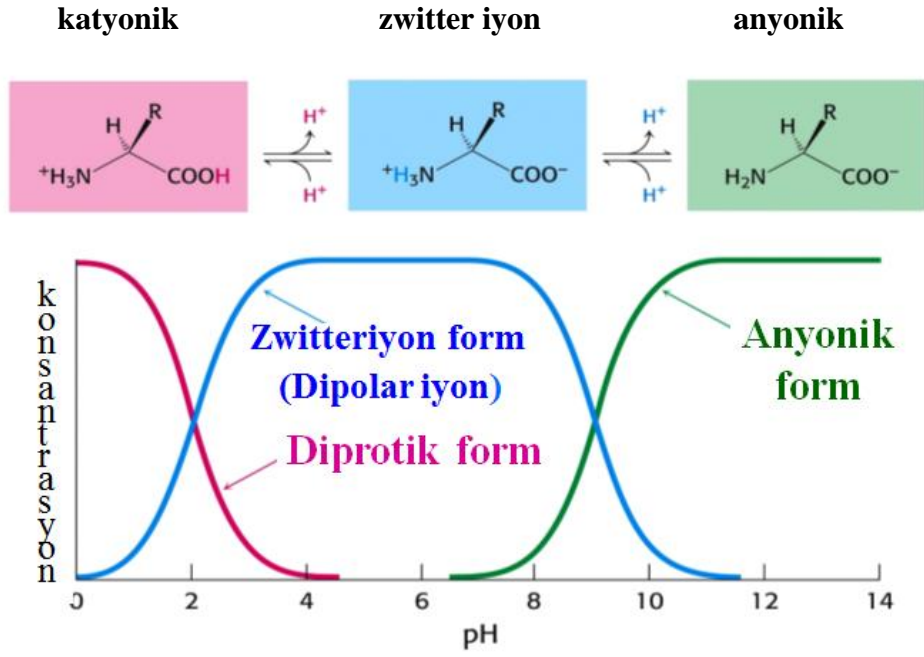 katyonik zwitter iyon anyonik
H R H⁺ H R H⁺ H R
⁺H₃N COOH H⁺ ⁺H₃N COO⁻ H⁺ H₂N COO⁻
konsantrasyon
Zwitteriyon form
(Dipolar iyon)
Diprotik form
Anyonik
form
0 2 4 6 8 10 12 14
pH